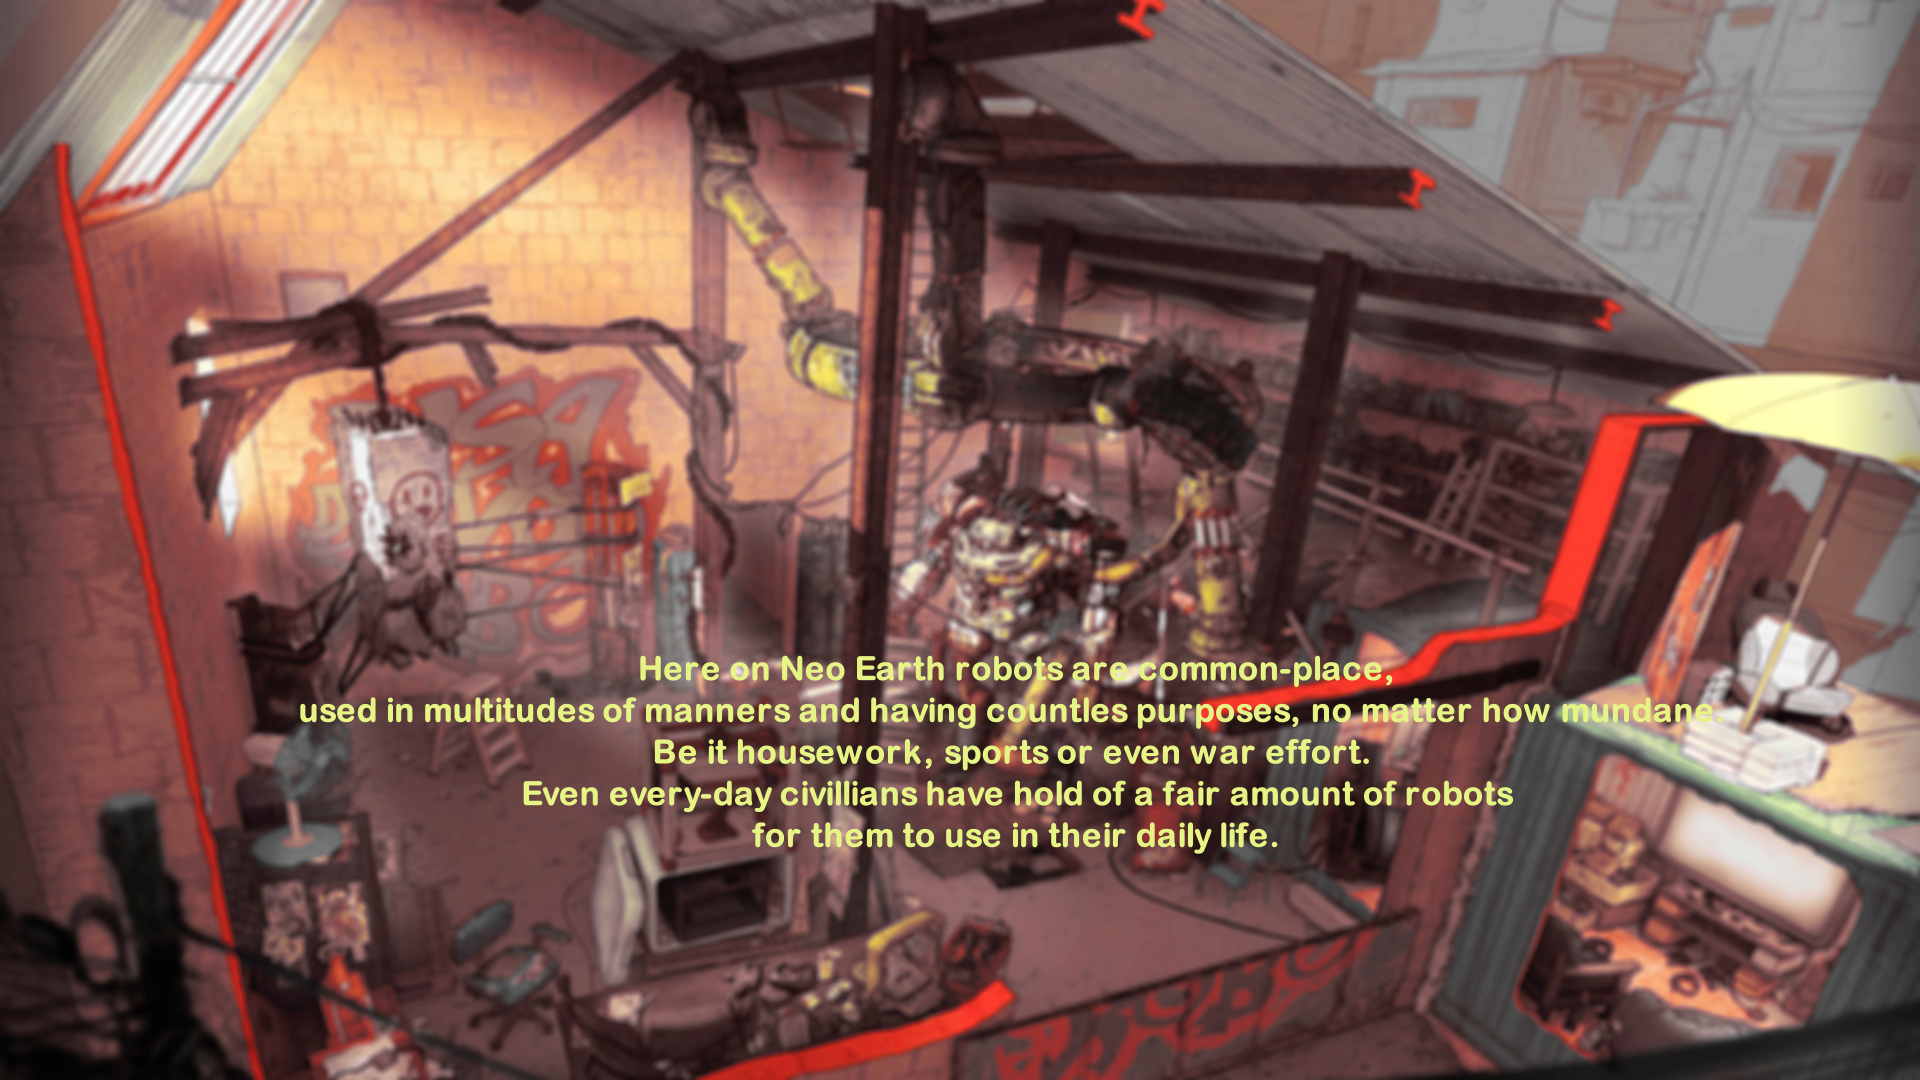 Here on Neo Earth robots are common-place,
used in multitudes of manners and having countles purposes, no matter how mundane.
Be it housework, sports or even war effort.
Even every-day civillians have hold of a fair amount of robots
for them to use in their daily life.